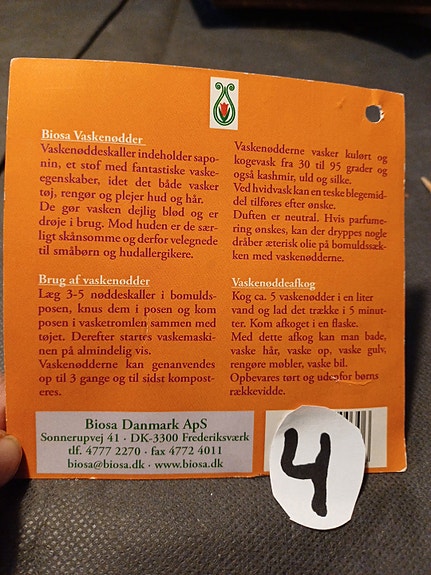 Biosa Vaskenødder
Vaskenøddeskaller indeholder sapo-
nin, et stof med fantastiske vaske-
egenskaber, idet det både vasker
tøj, rengør og plejer hud og hår.
De gør vasken dejlig blød og er
drøje i brug. Mod huden er de sær-
ligt skånsomme og derfor velegnede
til småbørn og hudallergikere.
Vaskenødderne vasker kulørt og
kogevask fra 30 til 95 grader og
også kashmir, uld og silke.
Ved hvidvask kan en teske blegemid-
del tilføres efter ønske.
Duften er neutral. Hvis parfume-
ring ønskes, kan der dryppes nogle
dråber æterisk olie på bomuldssæk-
ken med vaskenødderne.
Brug af vaskenødder
Læg 3-5 nøddeskaller i bomulds-
posen, knus dem i posen og kom
posen i vasketromlen sammen med
tøjet. Derefter startes vaskemaski-
nen på almindelig vis.
Vaskenødderne kan genanvendes
op til 3 gange og til sidst kompost-
eres.
Vaskenøddeafkog
Kog ca. 5 vaskenødder i en liter
vand og lad det trække i 5 minut-
ter. Kom afkoget i en flaske.
Med dette afkog kan man bade,
vaske hår, vaske op, vaske gulv,
rengøre møbler, vaske bil.
Opbevares tørt og udenfor børns
rækkevidde.
Biosa Danmark ApS
Sonnerupvej 41 · DK-3300 Frederiksværk
tlf. 4777 2270 · fax 4772 4011
biosa@biosa.dk · www.biosa.dk
4